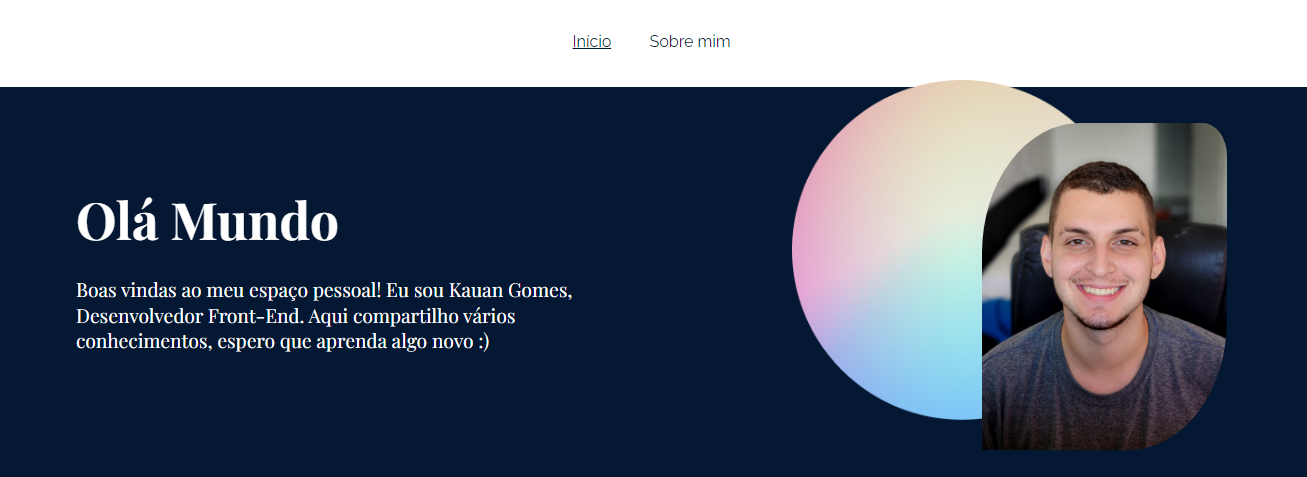 Início Sobre mim
Olá Mundo
Boas vindas ao meu espaço pessoal! Eu sou Kauan Gomes,
Desenvolvedor Front-End. Aqui compartilho vários
conhecimentos, espero que aprenda algo novo :)